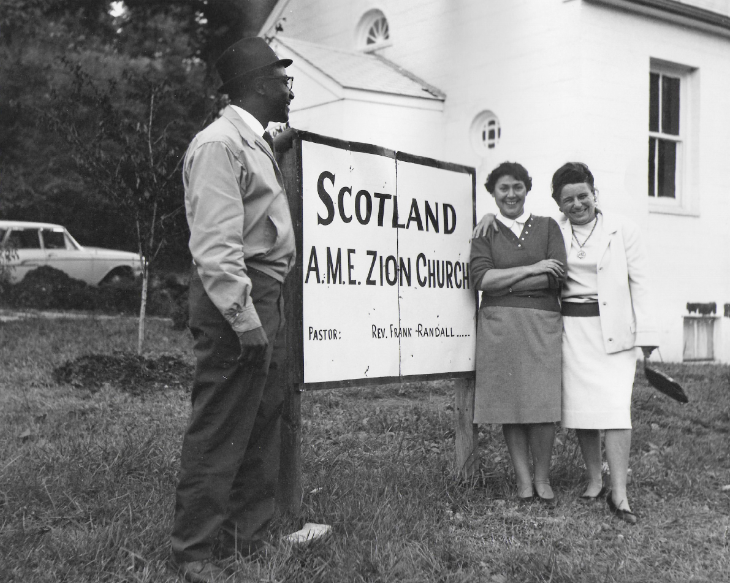 SCOTLAND
A.M.E. ZION CHURCH
PASTOR: REV. FRANK RANDALL.....